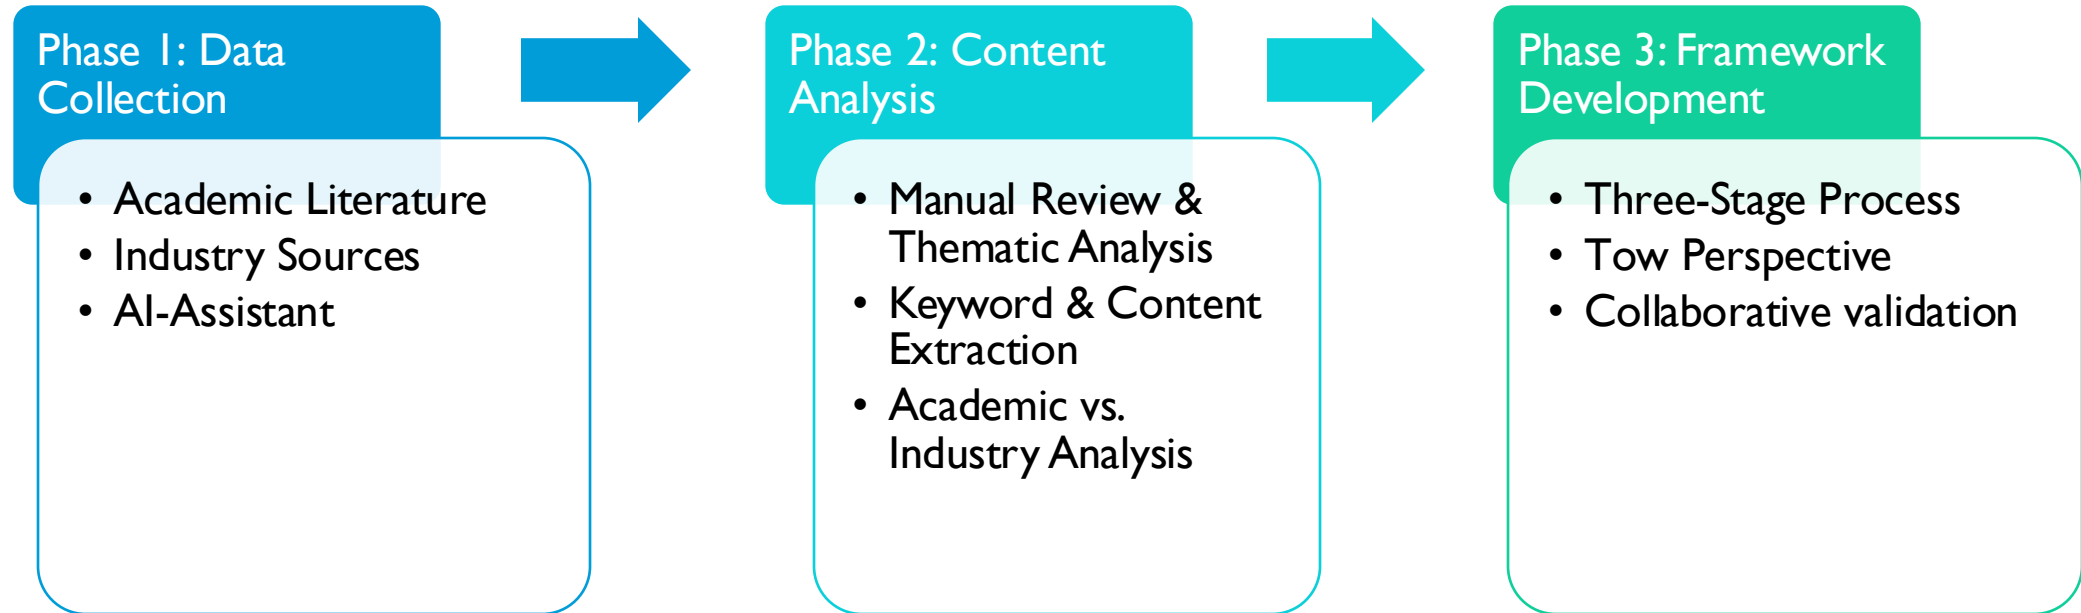 Phase 1: Data
Collection
• Academic Literature
• Industry Sources
• AI-Assistant
Phase 2: Content
Analysis
• Manual Review &
Thematic Analysis
• Keyword & Content
Extraction
• Academic vs.
Industry Analysis
Phase 3: Framework
Development
• Three-Stage Process
• Tow Perspective
• Collaborative validation